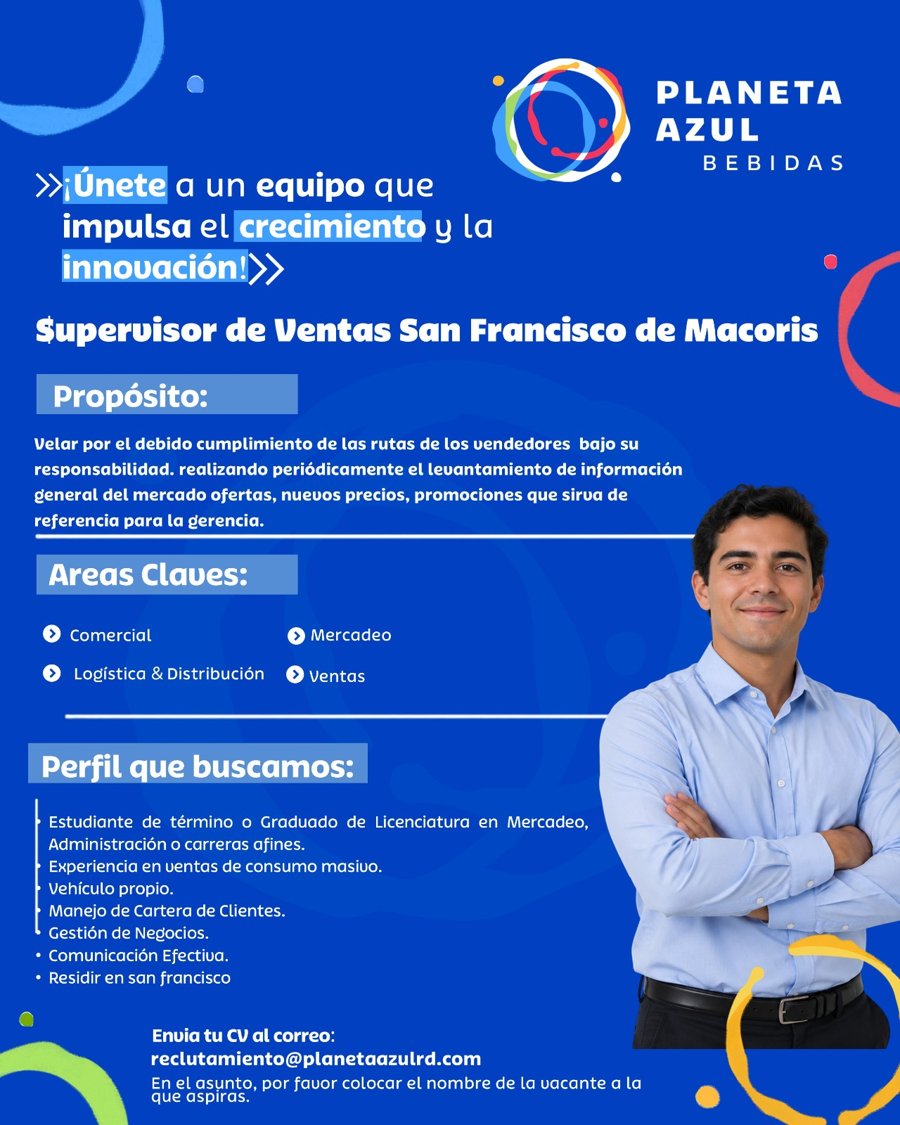 PLANETA
AZUL
BEBIDAS
¡Únete a un equipo que
impulsa el crecimiento y la
innovación!
Supervisor de Ventas San Francisco de Macoris
Propósito:
Velar por el debido cumplimiento de las rutas de los vendedores bajo su
responsabilidad. realizando periódicamente el levantamiento de información
general del mercado ofertas, nuevos precios, promociones que sirva de
referencia para la gerencia.
Areas Claves:
Comercial
Mercadeo
Logística & Distribución
Ventas
Perfil que buscamos:
• Estudiante de término o Graduado de Licenciatura en Mercadeo,
Administración o carreras afines.
• Experiencia en ventas de consumo masivo.
• Vehículo propio.
• Manejo de Cartera de Clientes.
• Gestión de Negocios.
• Comunicación Efectiva.
• Residir en san francisco
Envia tu CV al correo:
reclutamiento@planetaazulrd.com
En el asunto, por favor colocar el nombre de la vacante a la
que aspiras.